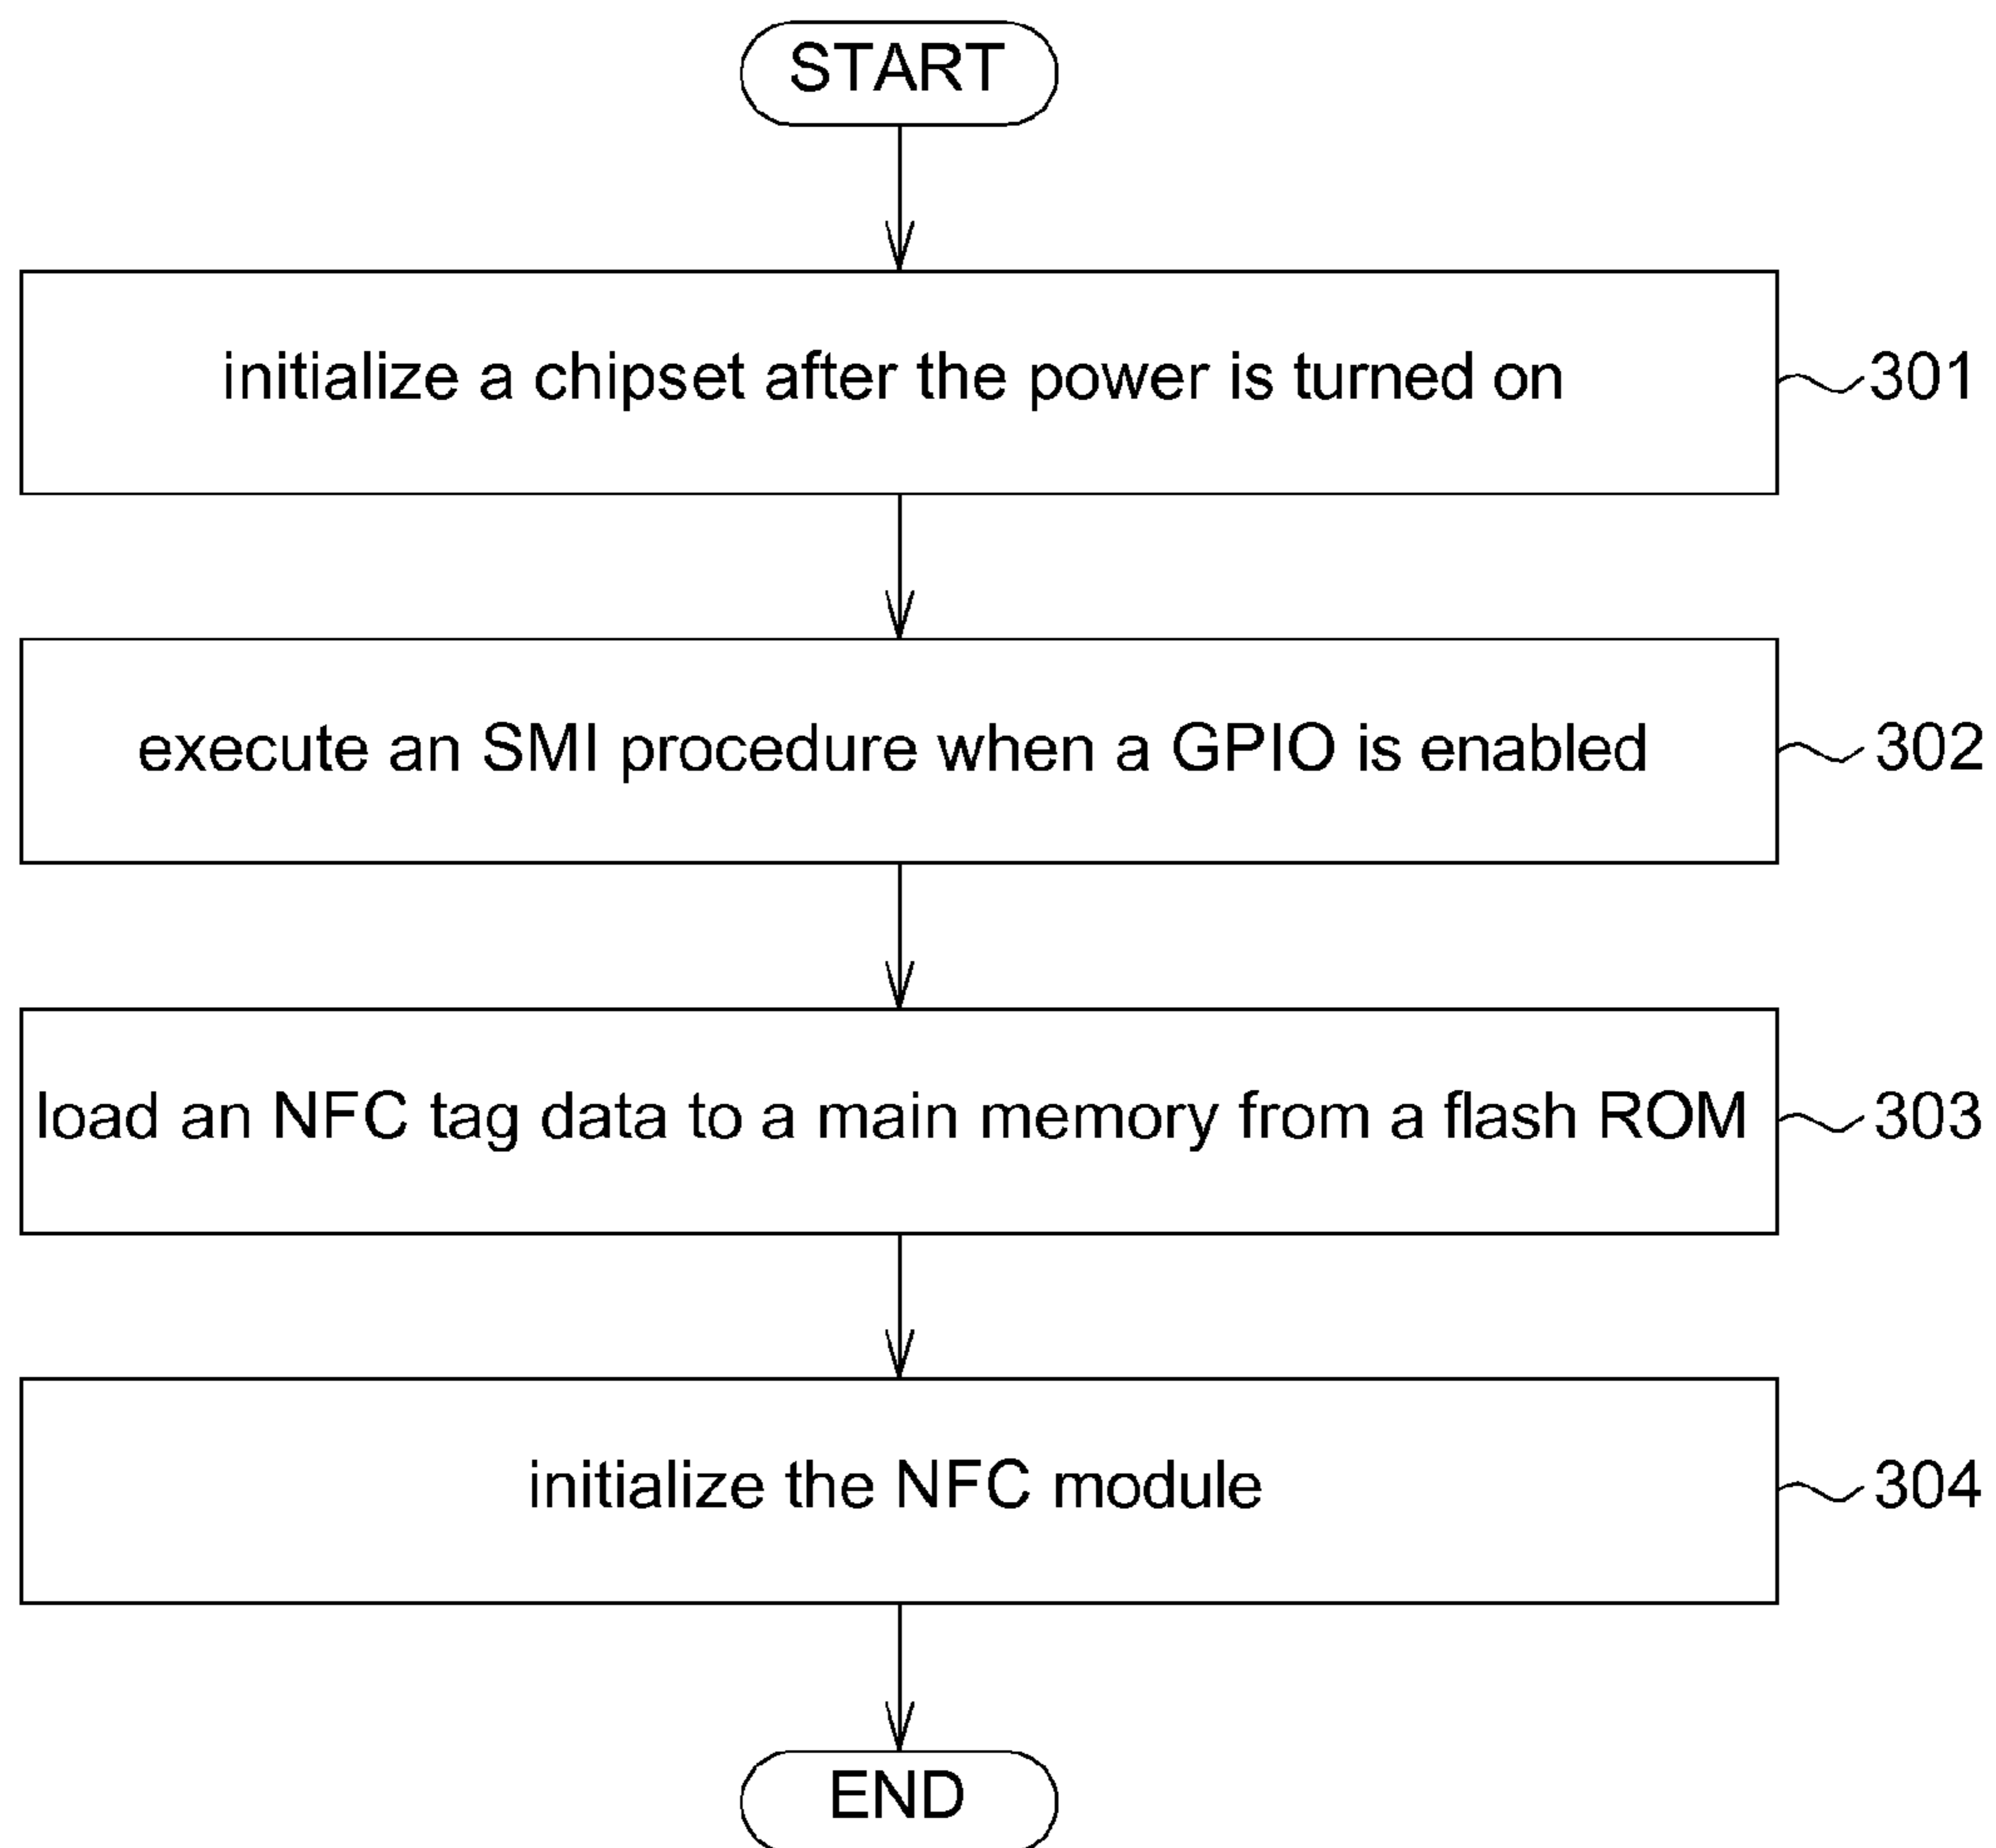 START
initialize a chipset after the power is turned on
301
execute an SMI procedure when a GPIO is enabled
302
load an NFC tag data to a main memory from a flash ROM
303
initialize the NFC module
304
END